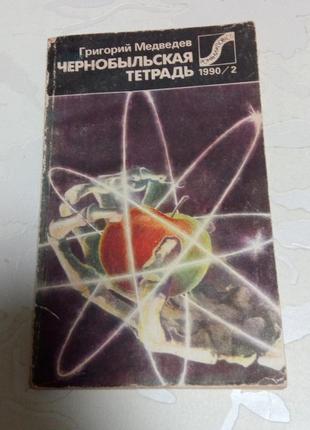 Григорий Медведев
ЧЕРНОБЫЛЬСКАЯ
ТЕТРАДЬ
1990/2